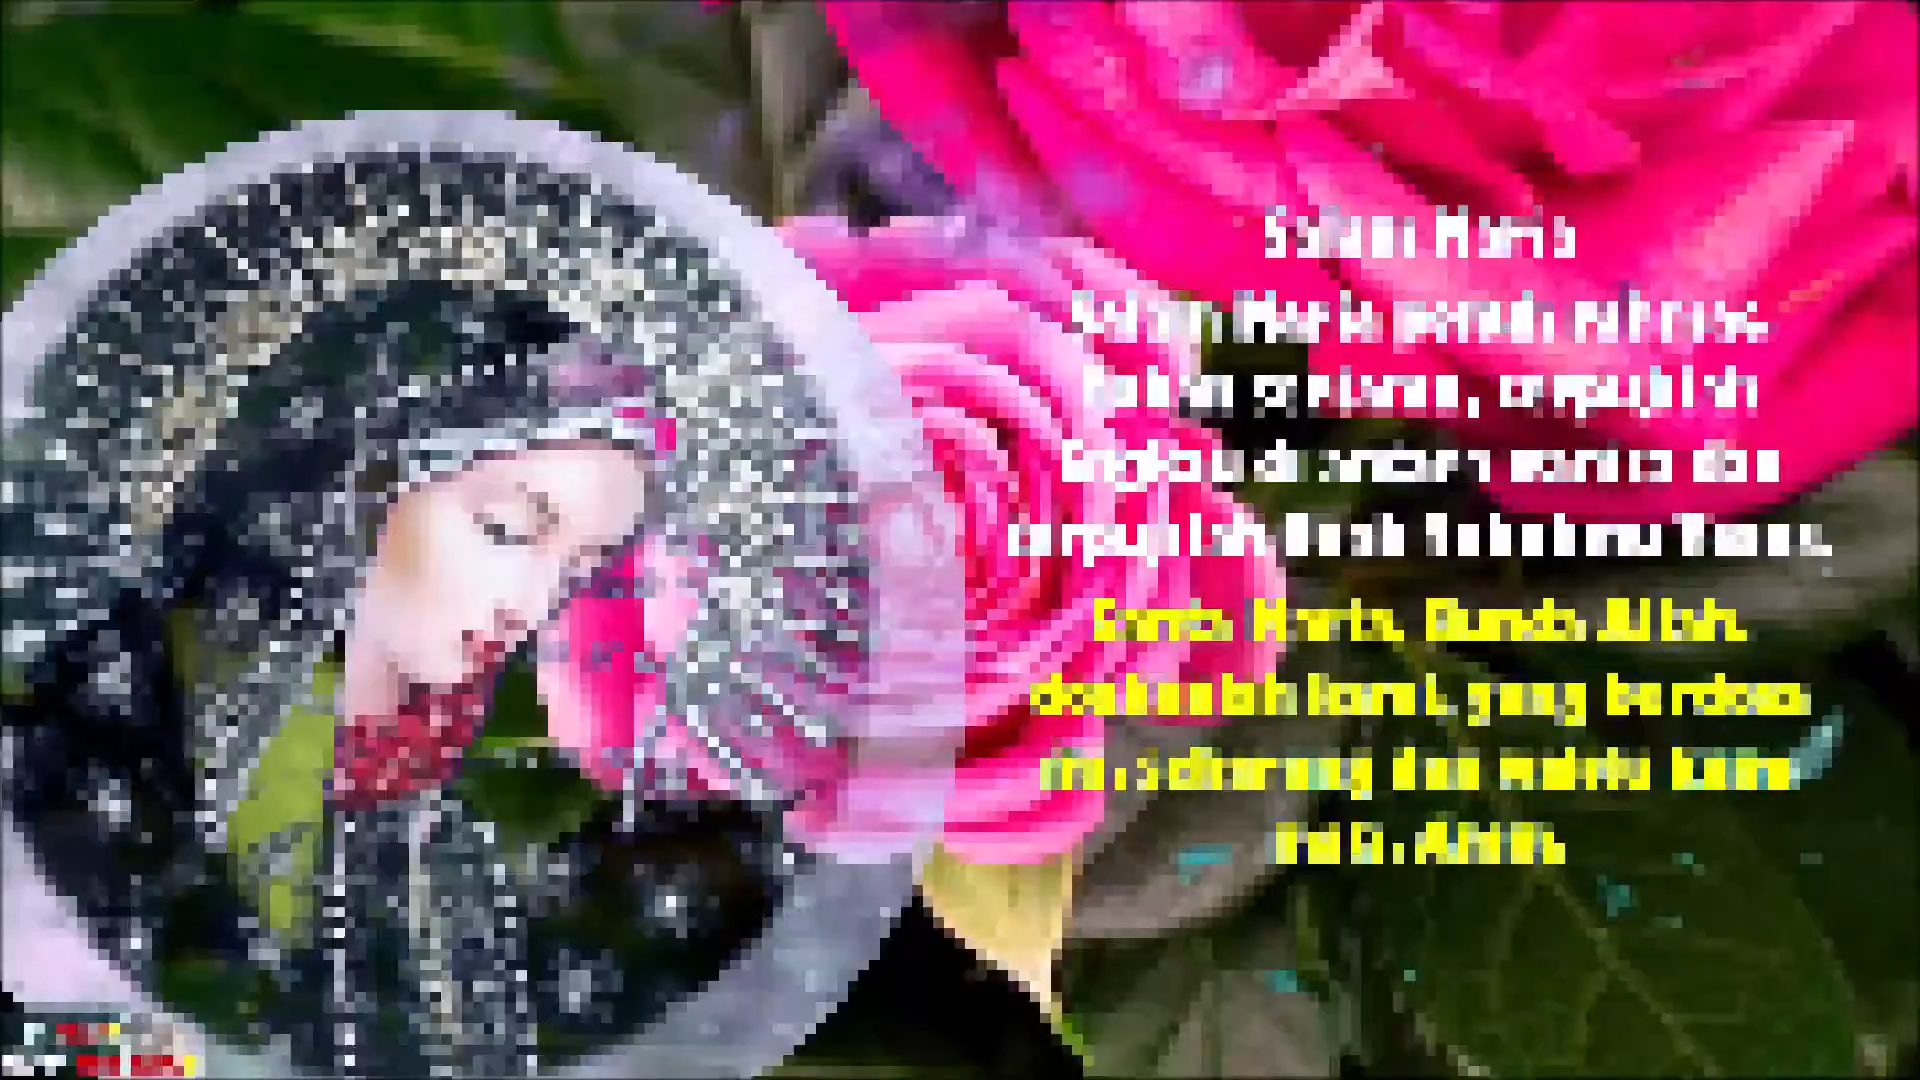 Salam Maria
Salam Maria penuh rahmat,
Tuhan sertamu, terpujilah
Engkau di antara wanita dan
terpujilah Buah Tubuhmu Yesus.
Santa Maria, Bunda Allah,
doakanlah kami, yang berdosa
ini, sekarang dan waktu kami
mati. Amin.